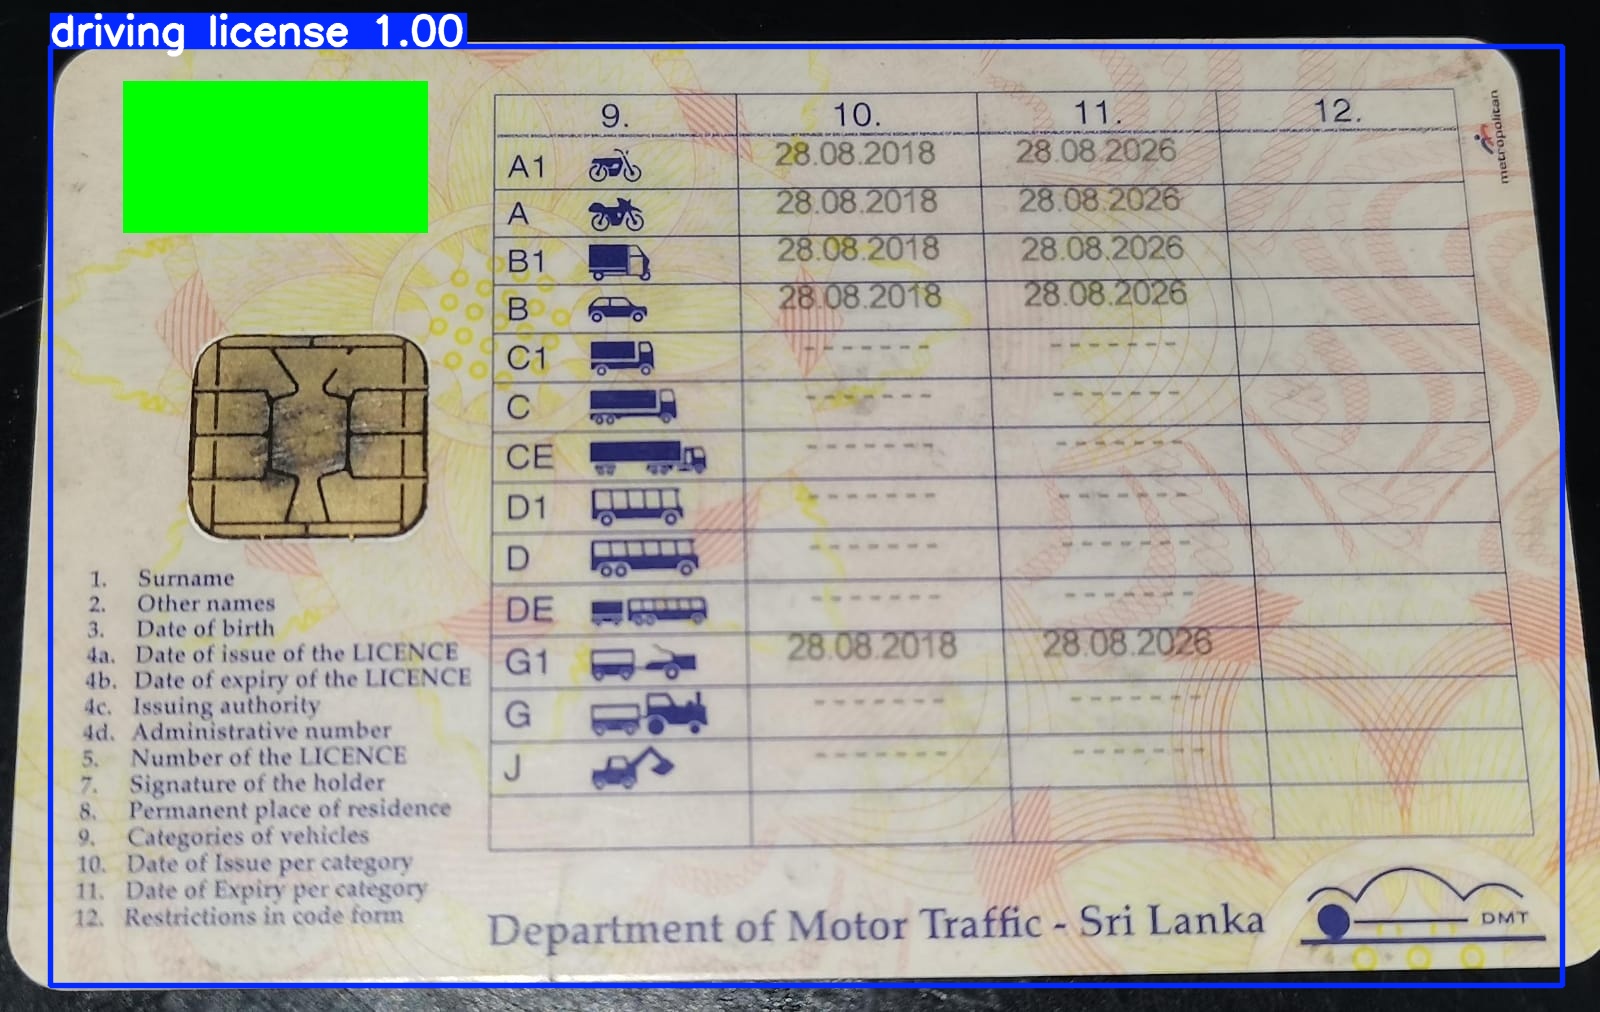 driving license 1.00
9. 10. 11. 12.
A1 28.08.2018 28.08.2026
A 28.08.2018 28.08.2026
B1 28.08.2018 28.08.2026
B 28.08.2018 28.08.2026
C1 ------- -------
C ------- -------
CE ------- -------
D1 ------- -------
D ------- -------
DE ------- -------
G1 28.08.2018 28.08.2026
G ------- -------
J ------- -------
metropolitan
1. Surname
2. Other names
3. Date of birth
4a. Date of issue of the LICENCE
4b. Date of expiry of the LICENCE
4c. Issuing authority
4d. Administrative number
5. Number of the LICENCE
7. Signature of the holder
8. Permanent place of residence
9. Categories of vehicles
10. Date of Issue per category
11. Date of Expiry per category
12. Restrictions in code form
Department of Motor Traffic - Sri Lanka
DMT